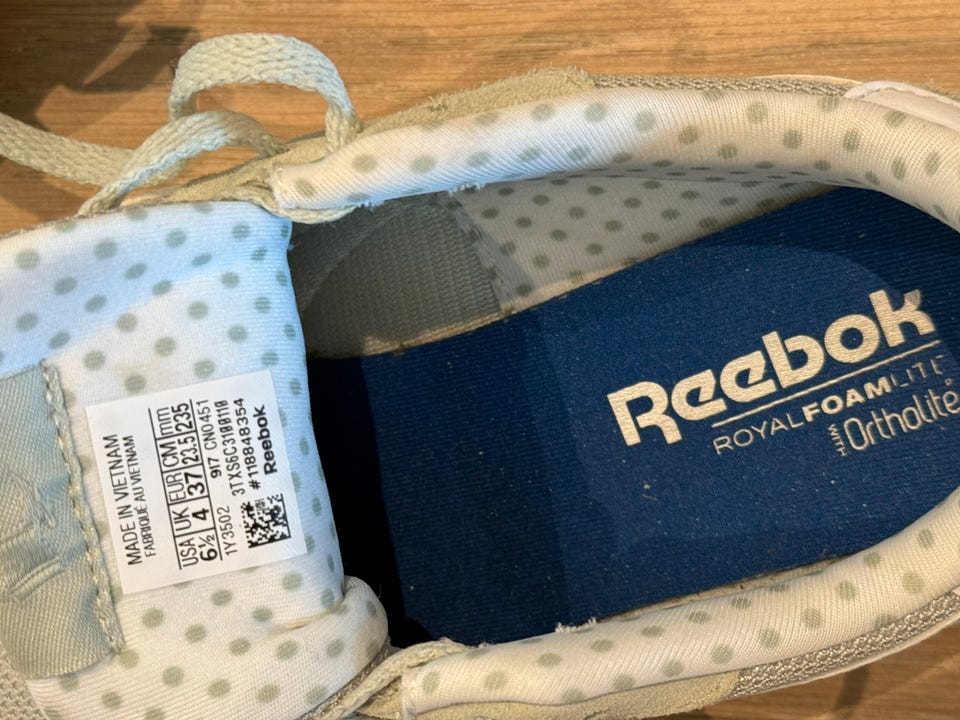 MADE IN VIETNAM
FABRIQUÉ AU VIETNAM
USA UK EUR CM mm
6½ 4 37 23.5 235
1Y3502 917 CN0451
3TXS6C3100110
#118848354
Reebok
Reebok
ROYALFOAMLITE
WITH OrthoLite®